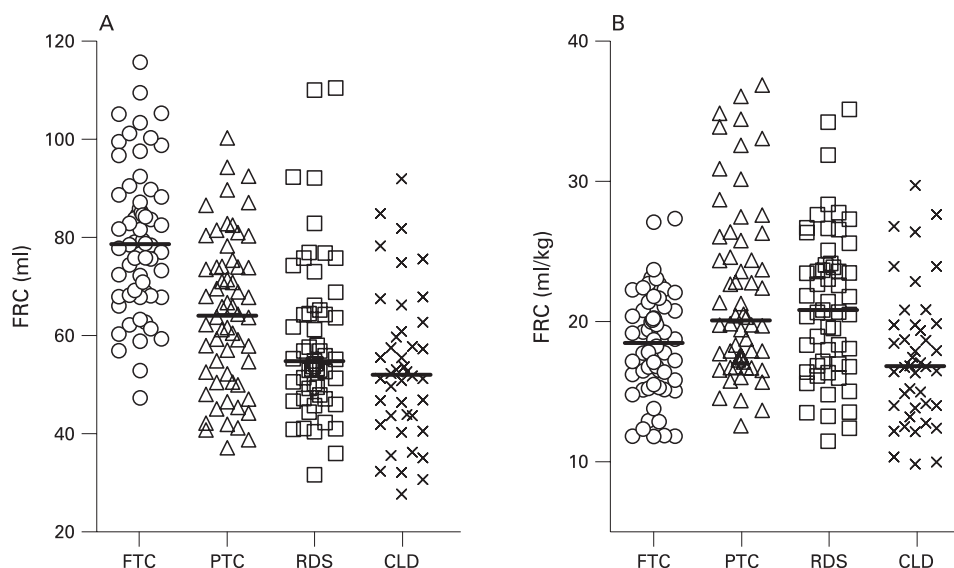 A
120
100
80
60
40
20
FRC (ml)
FTC PTC RDS CLD
B
40
30
20
10
FRC (ml/kg)
FTC PTC RDS CLD